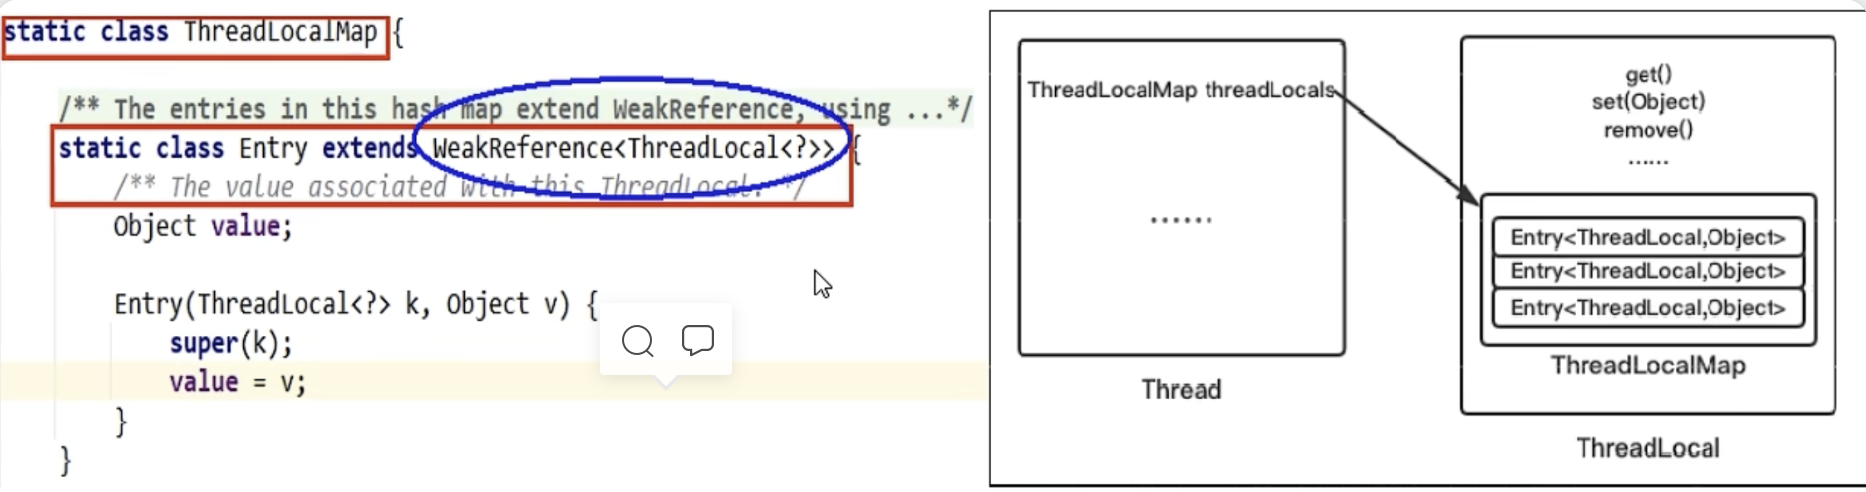 static class ThreadLocalMap {
/** The entries in this hash map extend WeakReference, using ...*/
static class Entry extends WeakReference<ThreadLocal<?>> {
/** The value associated with this ThreadLocal. */
Object value;
Entry(ThreadLocal<?> k, Object v) {
super(k);
value = v;
}
}
ThreadLocalMap threadLocals
......
Thread
get()
set(Object)
remove()
......
Entry<ThreadLocal,Object>
Entry<ThreadLocal,Object>
Entry<ThreadLocal,Object>
ThreadLocalMap
ThreadLocal